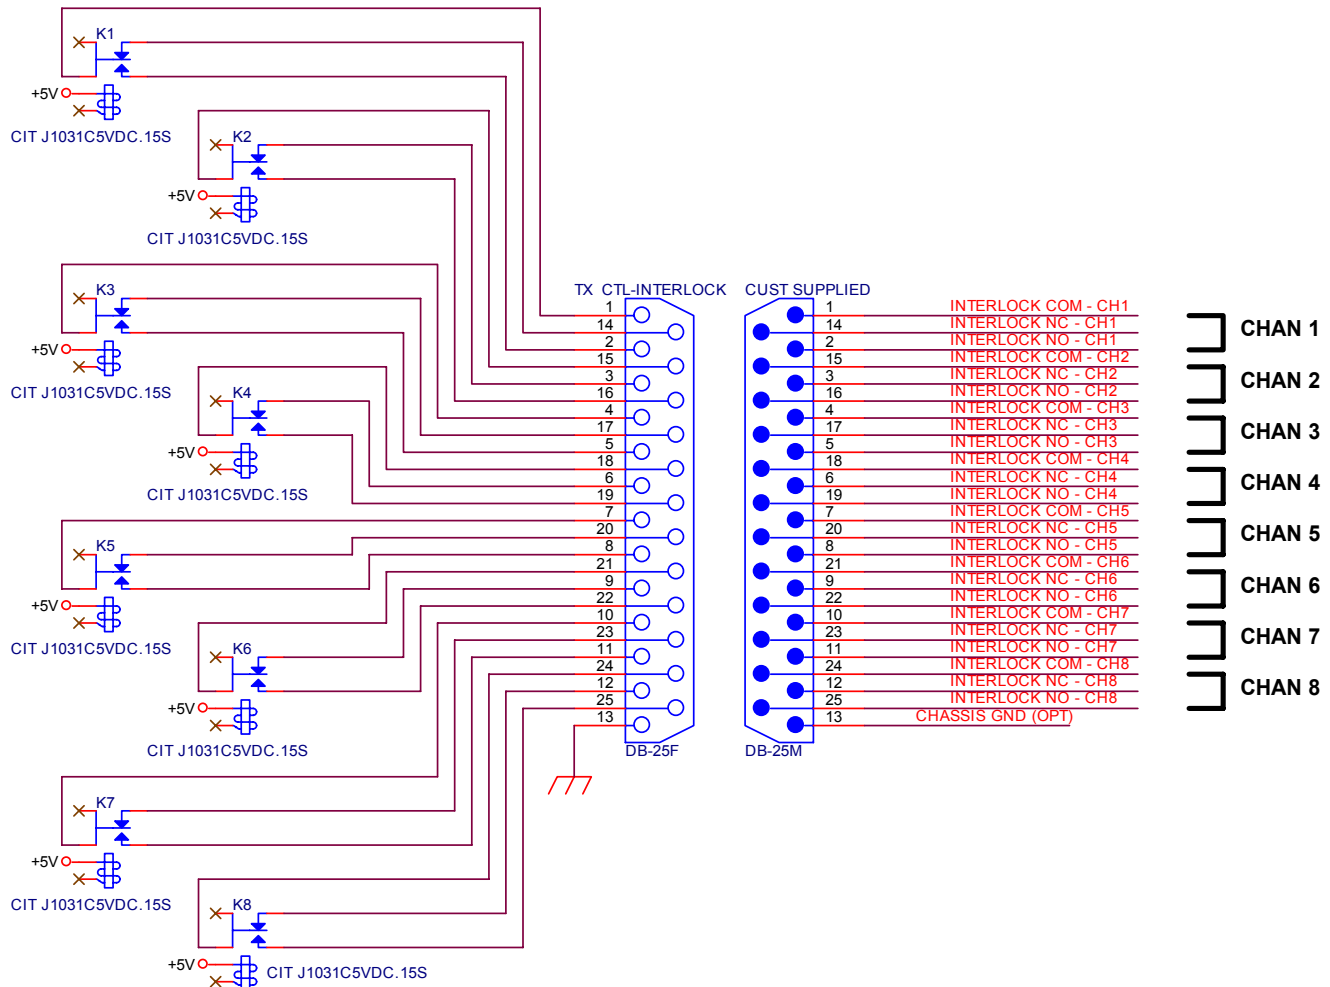 K1
+5V
CIT J1031C5VDC.15S
K2
+5V
CIT J1031C5VDC.15S
K3
+5V
CIT J1031C5VDC.15S
K4
+5V
CIT J1031C5VDC.15S
K5
+5V
CIT J1031C5VDC.15S
K6
+5V
CIT J1031C5VDC.15S
K7
+5V
CIT J1031C5VDC.15S
K8
+5V
CIT J1031C5VDC.15S
TX CTL-INTERLOCK
1
14
2
15
3
16
4
17
5
18
6
19
7
20
8
21
9
22
10
23
11
24
12
25
13
DB-25F
CUST SUPPLIED
1 INTERLOCK COM - CH1
14 INTERLOCK NC - CH1
2 INTERLOCK NO - CH1
15 INTERLOCK COM - CH2
3 INTERLOCK NC - CH2
16 INTERLOCK NO - CH2
4 INTERLOCK COM - CH3
17 INTERLOCK NC - CH3
5 INTERLOCK NO - CH3
18 INTERLOCK COM - CH4
6 INTERLOCK NC - CH4
19 INTERLOCK NO - CH4
7 INTERLOCK COM - CH5
20 INTERLOCK NC - CH5
8 INTERLOCK NO - CH5
21 INTERLOCK COM - CH6
9 INTERLOCK NC - CH6
22 INTERLOCK NO - CH6
10 INTERLOCK COM - CH7
23 INTERLOCK NC - CH7
11 INTERLOCK NO - CH7
24 INTERLOCK COM - CH8
12 INTERLOCK NC - CH8
25 INTERLOCK NO - CH8
13 CHASSIS GND (OPT)
DB-25M
CHAN 1
CHAN 2
CHAN 3
CHAN 4
CHAN 5
CHAN 6
CHAN 7
CHAN 8